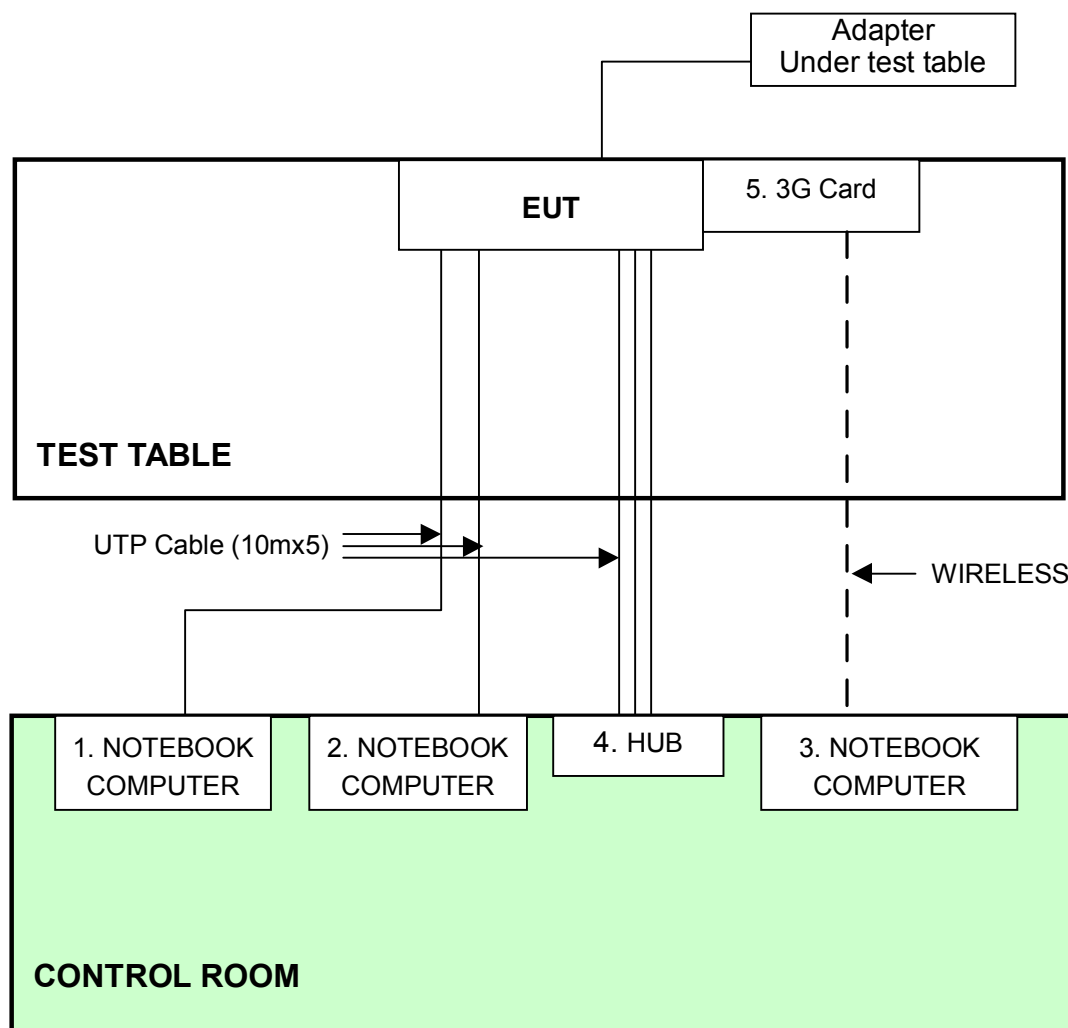 Adapter
Under test table
EUT
5. 3G Card
TEST TABLE
UTP Cable (10mx5)
WIRELESS
1. NOTEBOOK
COMPUTER
2. NOTEBOOK
COMPUTER
4. HUB
3. NOTEBOOK
COMPUTER
CONTROL ROOM